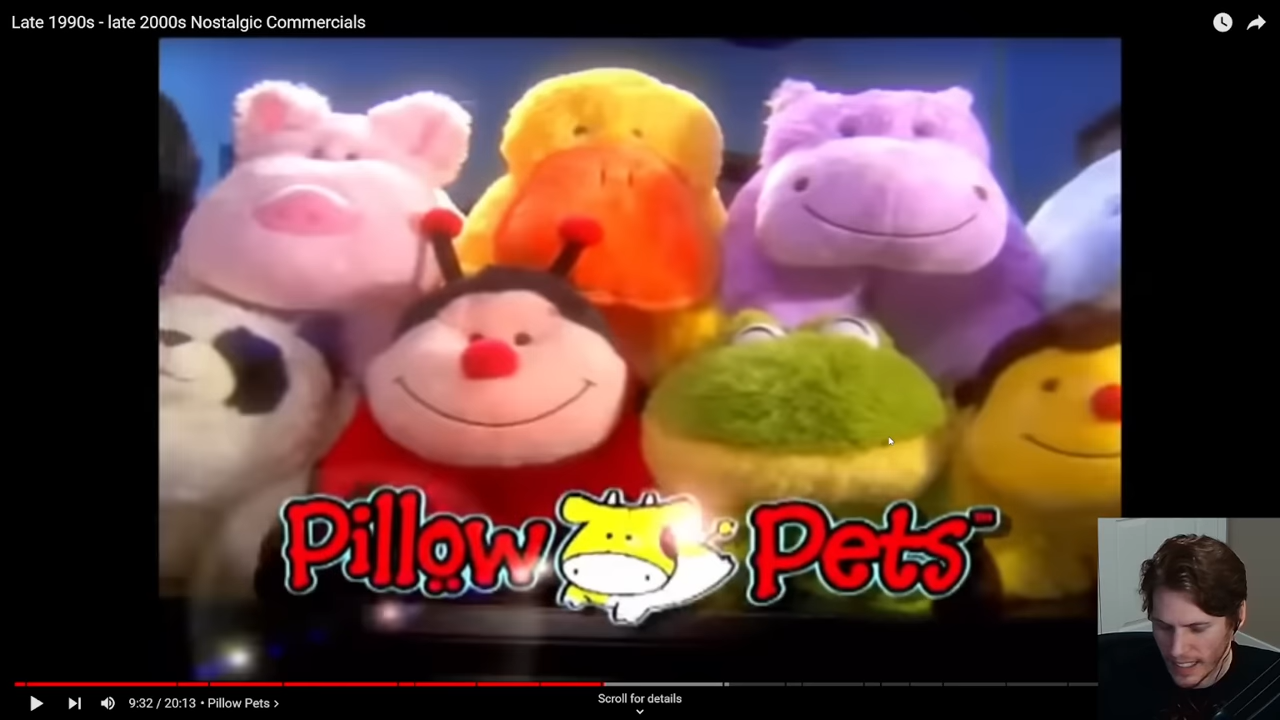 Late 1990s - late 2000s Nostalgic Commercials
Pillow Pets™
9:32 / 20:13 • Pillow Pets ›
Scroll for details